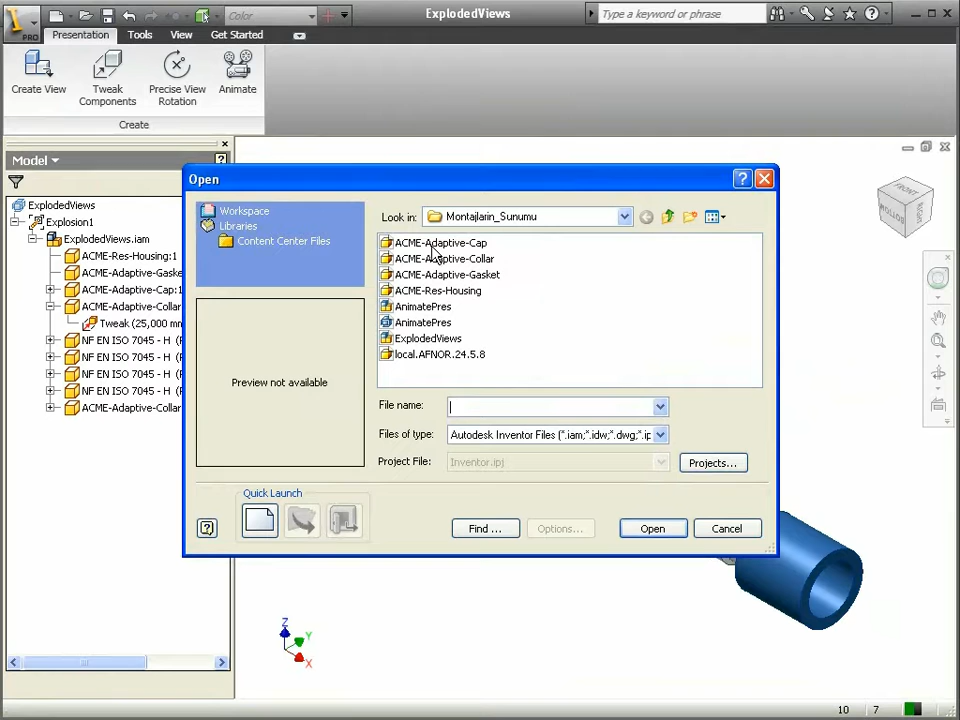 PRO
Color
ExplodedViews
Type a keyword or phrase
Presentation
Tools
View
Get Started
Create View
Tweak
Components
Precise View
Rotation
Animate
Create
Model
ExplodedViews
Explosion1
ExplodedViews.iam
ACME-Res-Housing:1
ACME-Adaptive-Gaske
ACME-Adaptive-Cap:1
ACME-Adaptive-Collar
Tweak (25,000 mm
NF EN ISO 7045 - H (P
NF EN ISO 7045 - H (P
NF EN ISO 7045 - H (P
NF EN ISO 7045 - H (P
ACME-Adaptive-Collar
Open
Workspace
Libraries
Content Center Files
Preview not available
Look in:
Montajlarin_Sunumu
ACME-Adaptive-Cap
ACME-Adaptive-Collar
ACME-Adaptive-Gasket
ACME-Res-Housing
AnimatePres
AnimatePres
ExplodedViews
local.AFNOR.24.5.8
File name:
Files of type:
Autodesk Inventor Files (*.iam;*.idw;*.dwg;*.ip
Project File:
Inventor.ipj
Projects...
Quick Launch
Find ...
Options...
Open
Cancel
FRONT
BOTTOM
Z
Y
X
10
7